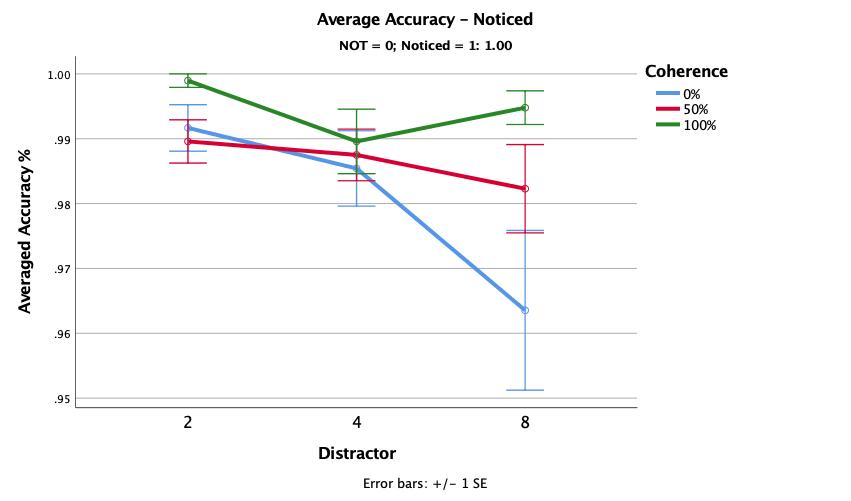 Average Accuracy – Noticed
NOT = 0; Noticed = 1: 1.00
Coherence
0%
50%
100%
Averaged Accuracy %
1.00
.99
.98
.97
.96
.95
2 4 8
Distractor
Error bars: +/− 1 SE